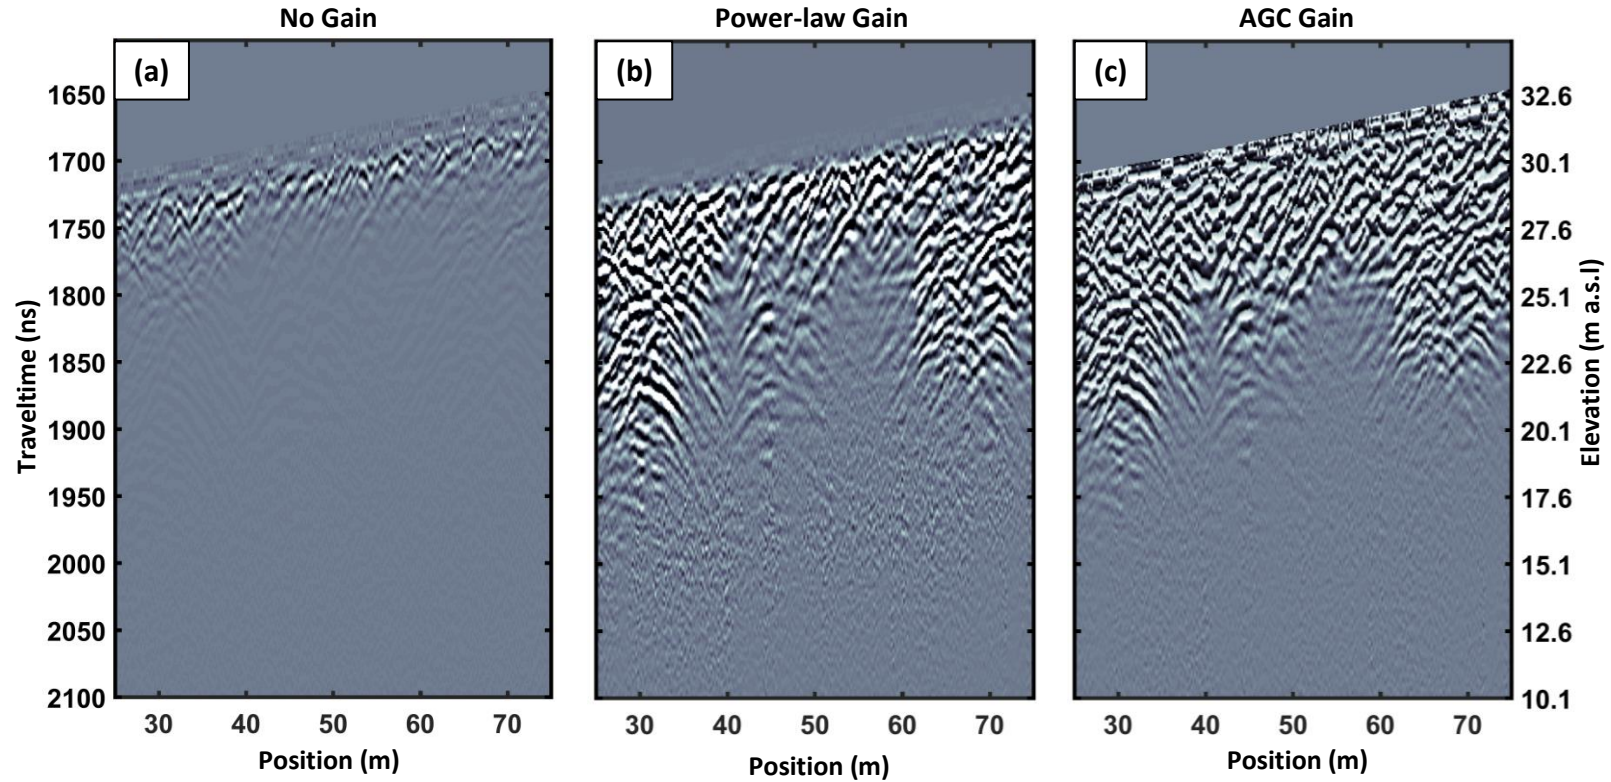 No Gain
Power-law Gain
AGC Gain
(a)
(b)
(c)
Traveltime (ns)
1650
1700
1750
1800
1850
1900
1950
2000
2050
2100
32.6
30.1
27.6
25.1
22.6
20.1
17.6
15.1
12.6
10.1
Elevation (m a.s.l)
30 40 50 60 70
30 40 50 60 70
30 40 50 60 70
Position (m)
Position (m)
Position (m)